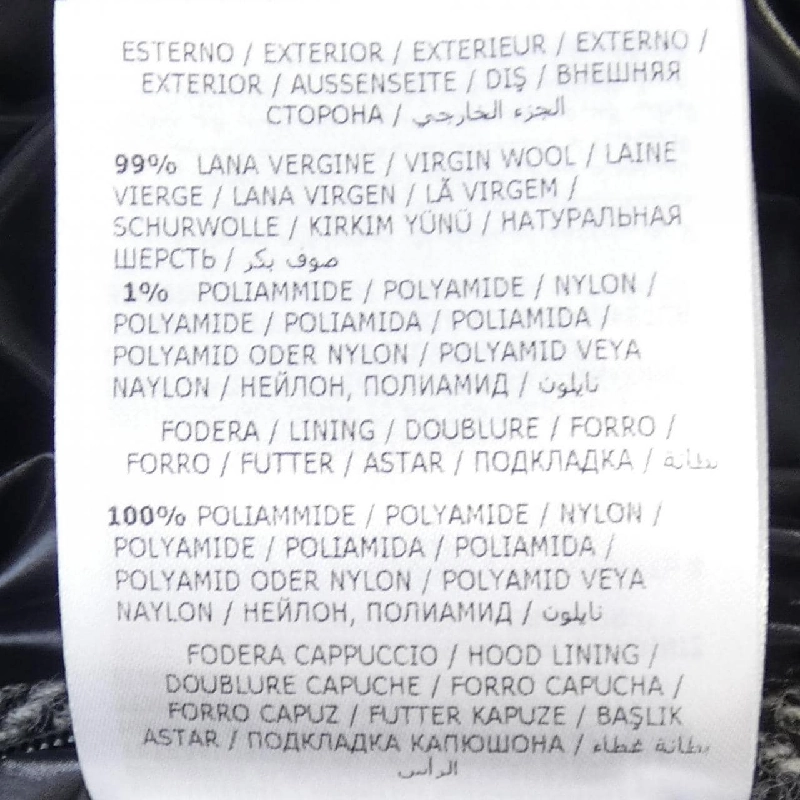 ESTERNO / EXTERIOR / EXTERIEUR / EXTERNO /
EXTERIOR / AUSSENSEITE / DIŞ / ВНЕШНЯЯ
СТОРОНА / الجزء الخارجي
99% LANA VERGINE / VIRGIN WOOL / LAINE
VIERGE / LANA VIRGEN / LÃ VIRGEM /
SCHURWOLLE / KIRKIM YÜNÜ / НАТУРАЛЬНАЯ
ШЕРСТЬ / صوف بكر
1% POLIAMMIDE / POLYAMIDE / NYLON /
POLYAMIDE / POLIAMIDA / POLIAMIDA /
POLYAMID ODER NYLON / POLYAMID VEYA
NAYLON / НЕЙЛОН, ПОЛИАМИД / نايلون
FODERA / LINING / DOUBLURE / FORRO /
FORRO / FUTTER / ASTAR / ПОДКЛАДКА / بطانة
100% POLIAMMIDE / POLYAMIDE / NYLON /
POLYAMIDE / POLIAMIDA / POLIAMIDA /
POLYAMID ODER NYLON / POLYAMID VEYA
NAYLON / НЕЙЛОН, ПОЛИАМИД / نايلون
FODERA CAPPUCCIO / HOOD LINING /
DOUBLURE CAPUCHE / FORRO CAPUCHA /
FORRO CAPUZ / FUTTER KAPUZE / BAŞLIK
ASTAR / ПОДКЛАДКА КАПЮШОНА / بطانة غطاء
الرأس